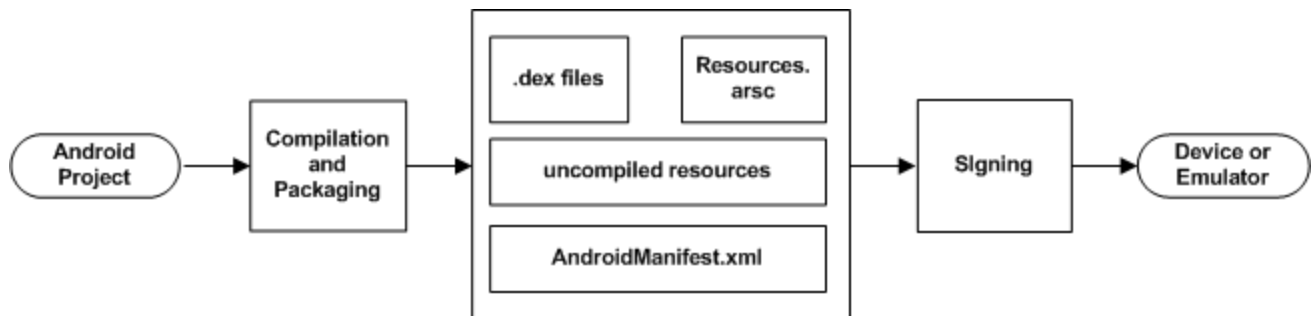 Android
Project
Compilation
and
Packaging
.dex files
Resources.
arsc
uncompiled resources
AndroidManifest.xml
SIgning
Device or
Emulator